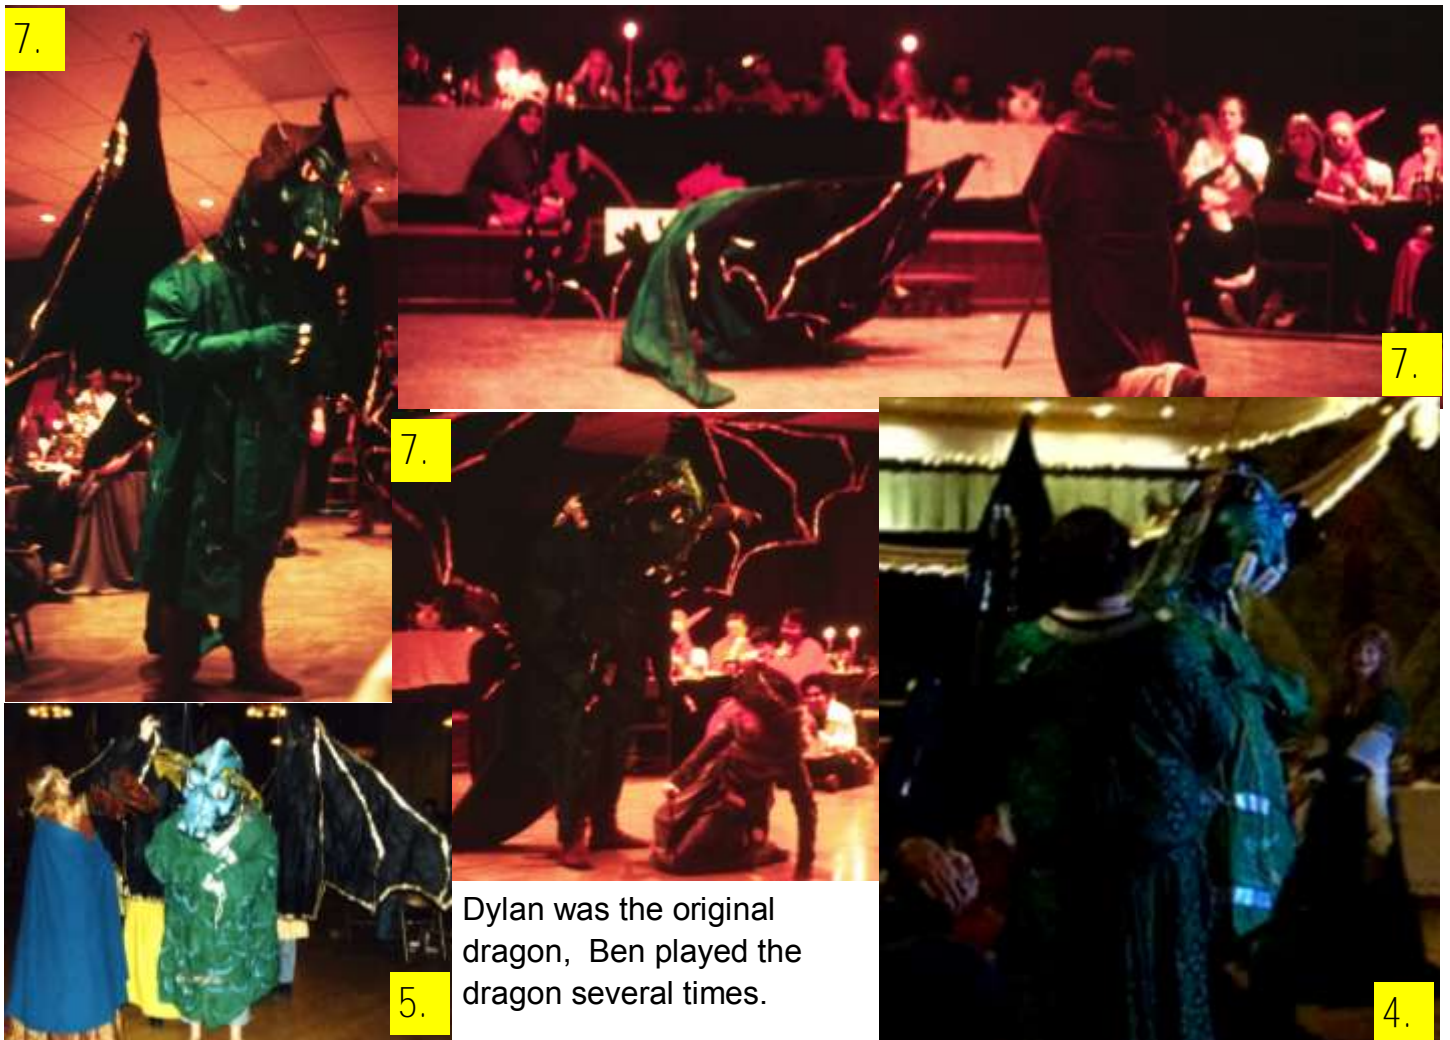 7.
7.
7.
5.
Dylan was the original
dragon,  Ben played the
dragon several times.
4.